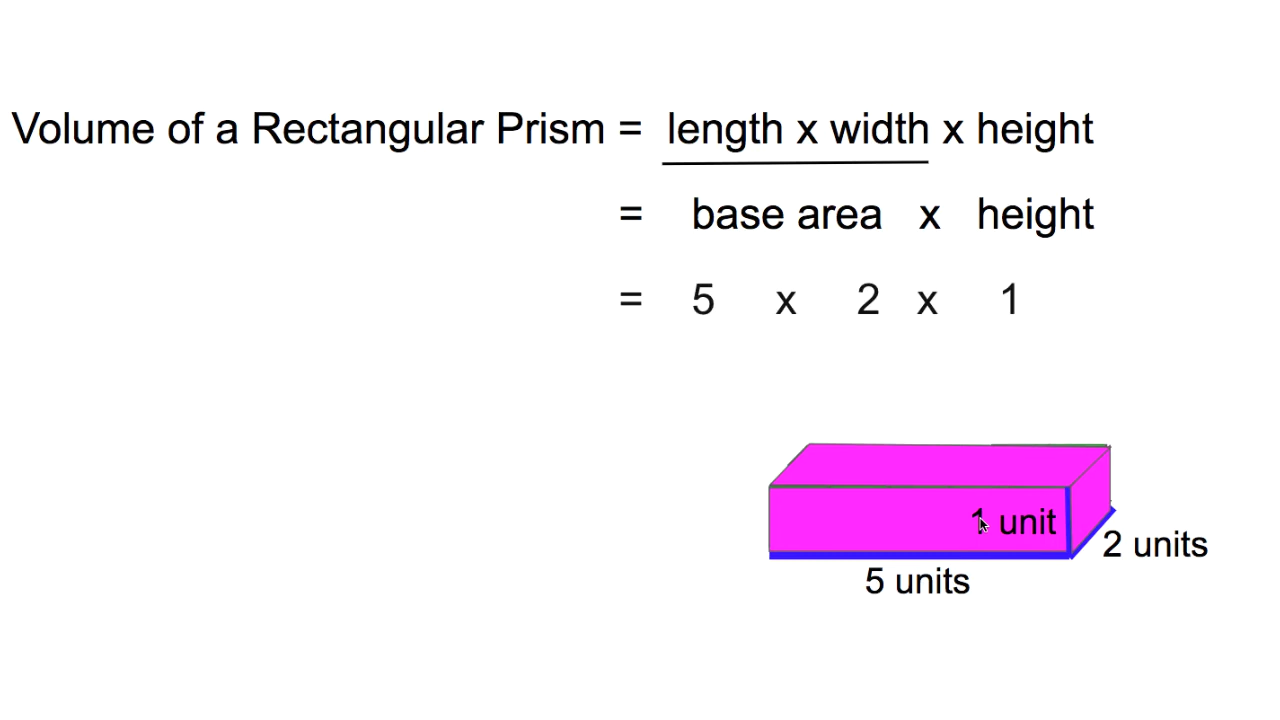 Volume of a Rectangular Prism = length x width x height
= base area x height
= 5 x 2 x 1
1 unit
2 units
5 units